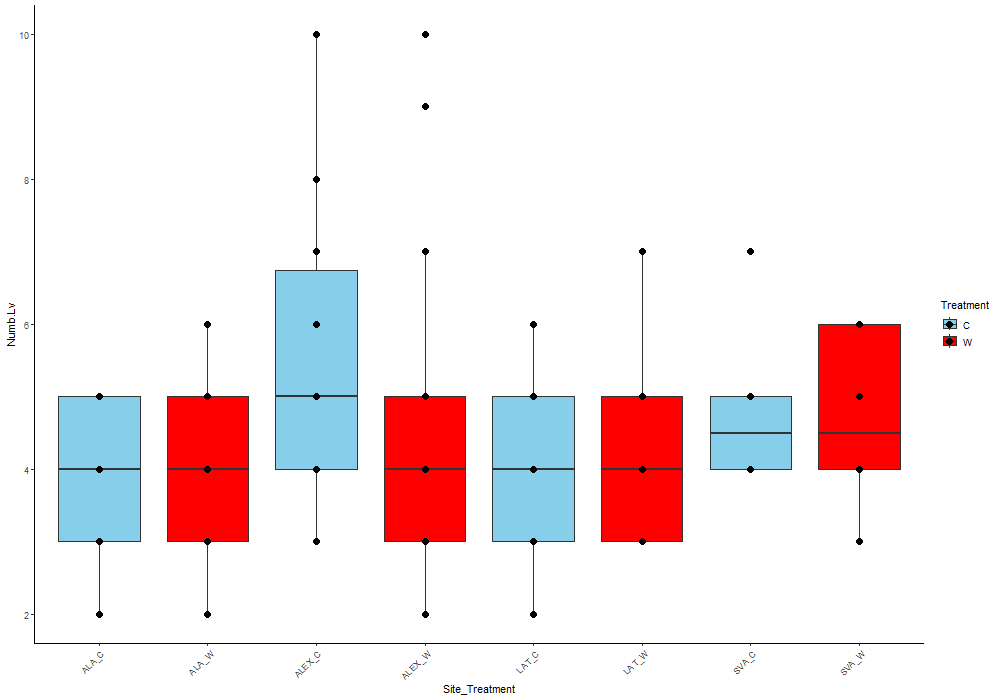 Numb.Lv
10
8
6
4
2
ALA_C
ALA_W
ALEX_C
ALEX_W
LAT_C
LAT_W
SVA_C
SVA_W
Site_Treatment
Treatment
C
W